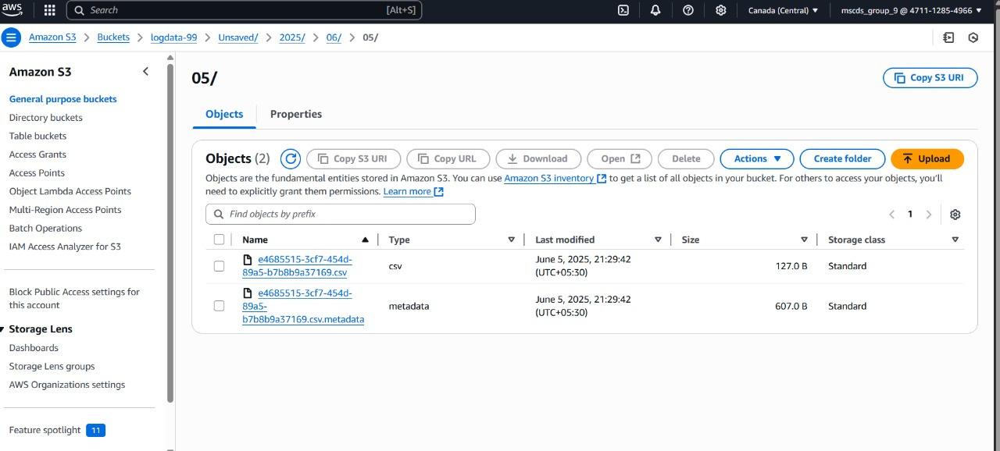 aws Search [Alt+S] Canada (Central) mscds_group_9 @ 4711-1285-4966
Amazon S3 > Buckets > logdata-99 > Unsaved/ > 2025/ > 06/ > 05/
Amazon S3
General purpose buckets
Directory buckets
Table buckets
Access Grants
Access Points
Object Lambda Access Points
Multi-Region Access Points
Batch Operations
IAM Access Analyzer for S3
Block Public Access settings for
this account
Storage Lens
Dashboards
Storage Lens groups
AWS Organizations settings
Feature spotlight 11
05/
Copy S3 URI
Objects Properties
Objects (2) Copy S3 URI Copy URL Download Open Delete Actions Create folder Upload
Objects are the fundamental entities stored in Amazon S3. You can use Amazon S3 inventory to get a list of all objects in your bucket. For others to access your objects, you'll
need to explicitly grant them permissions. Learn more
Find objects by prefix
1
Name Type Last modified Size Storage class
e4685515-3cf7-454d-
89a5-b7b8b9a37169.csv
csv
June 5, 2025, 21:29:42
(UTC+05:30)
127.0 B
Standard
e4685515-3cf7-454d-
89a5-
b7b8b9a37169.csv.metadata
metadata
June 5, 2025, 21:29:42
(UTC+05:30)
607.0 B
Standard